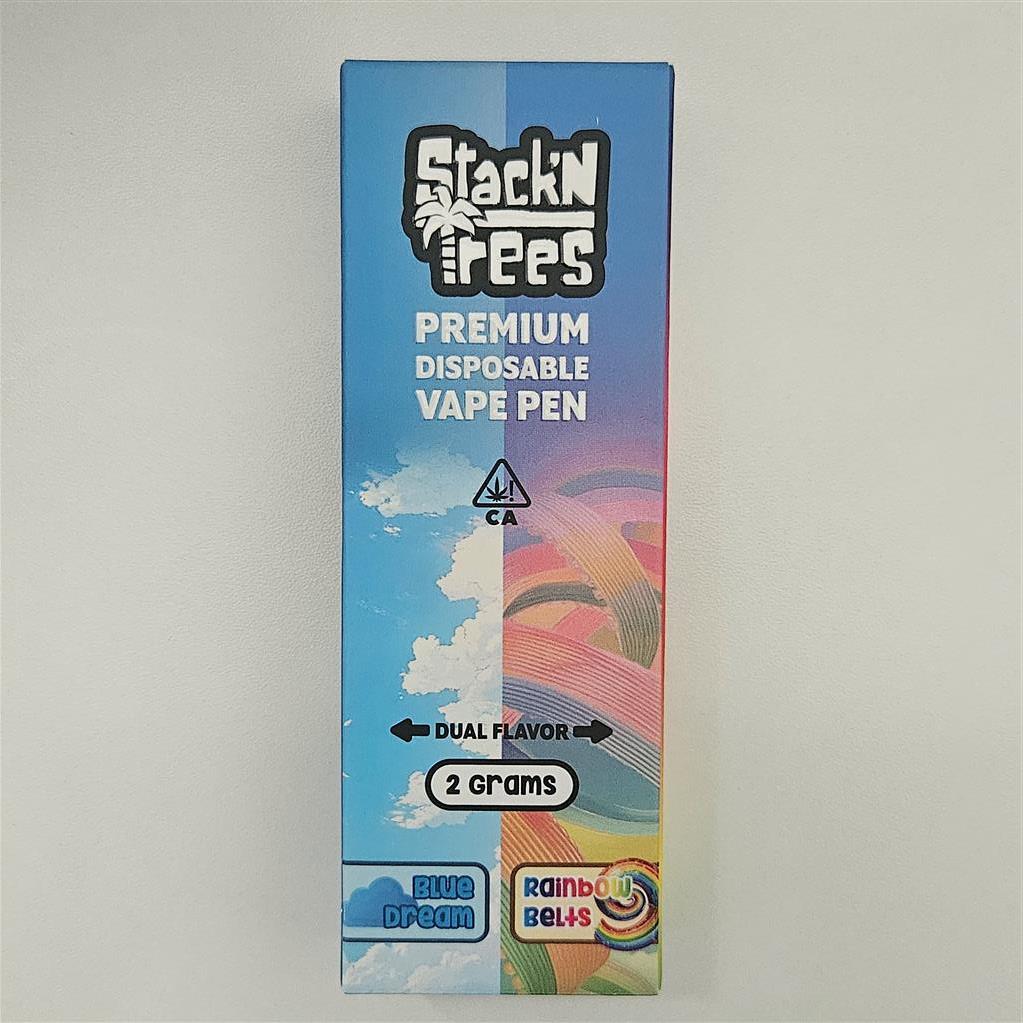 Stack'N
Trees
PREMIUM
DISPOSABLE
VAPE PEN
!
CA
DUAL FLAVOR
2 Grams
BLUE
Dream
Rainbow
Belts